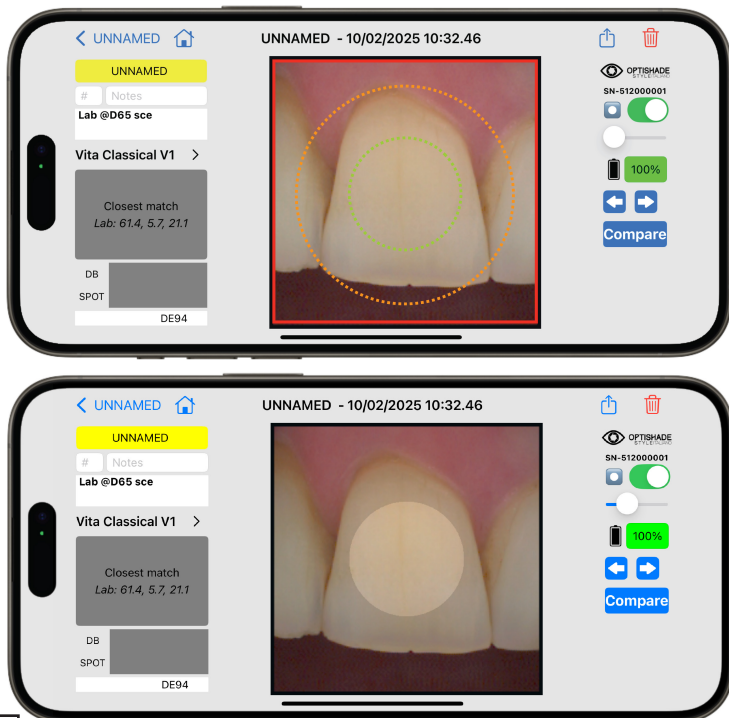 UNNAMED
UNNAMED - 10/02/2025 10:32.46
UNNAMED
# Notes
Lab @D65 sce
Vita Classical V1
Closest match
Lab: 61.4, 5.7, 21.1
DB
SPOT
DE94
OPTISHADE
STYLEITALIANO
SN-512000001
100%
Compare
UNNAMED
UNNAMED - 10/02/2025 10:32.46
UNNAMED
# Notes
Lab @D65 sce
Vita Classical V1
Closest match
Lab: 61.4, 5.7, 21.1
DB
SPOT
DE94
OPTISHADE
STYLEITALIANO
SN-512000001
100%
Compare